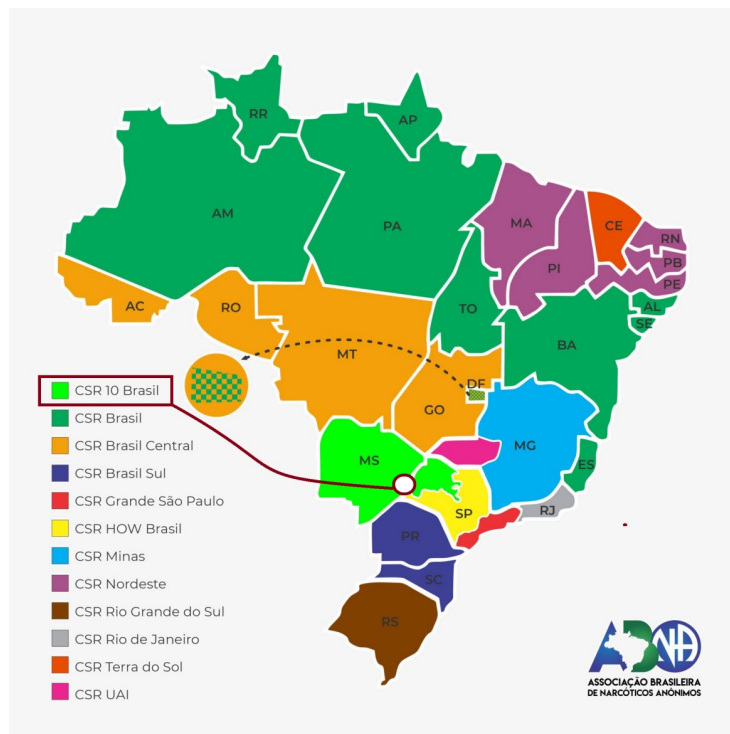 RR
AP
AM
PA
MA
CE
RN
PI
PB
PE
AC
RO
TO
AL
SE
MT
BA
DF
GO
MG
MS
ES
SP
RJ
PR
SC
RS
CSR 10 Brasil
CSR Brasil
CSR Brasil Central
CSR Brasil Sul
CSR Grande São Paulo
CSR HOW Brasil
CSR Minas
CSR Nordeste
CSR Rio Grande do Sul
CSR Rio de Janeiro
CSR Terra do Sol
CSR UAI
ABNA
ASSOCIAÇÃO BRASILEIRA
DE NARCÓTICOS ANÔNIMOS